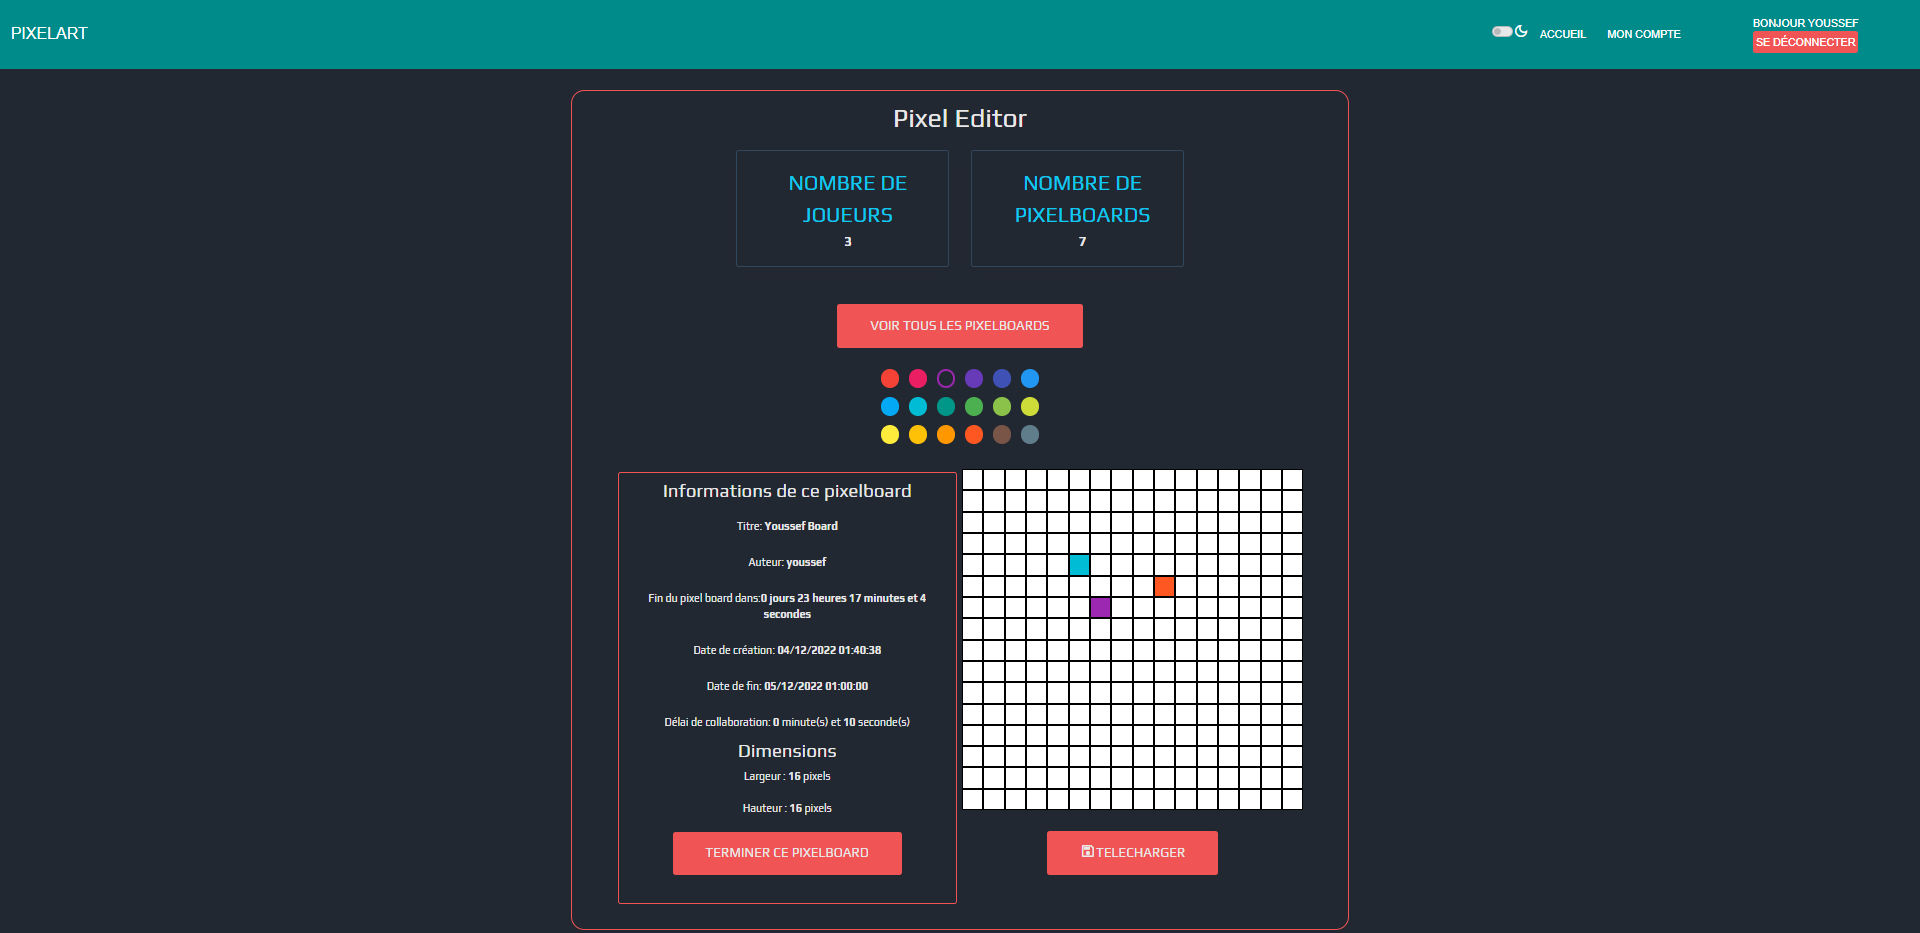 PIXELART
ACCUEIL
MON COMPTE
BONJOUR YOUSSEF
SE DÉCONNECTER
Pixel Editor
NOMBRE DE
JOUEURS
3
NOMBRE DE
PIXELBOARDS
7
VOIR TOUS LES PIXELBOARDS
Informations de ce pixelboard
Titre: Youssef Board
Auteur: youssef
Fin du pixel board dans:0 jours 23 heures 17 minutes et 4
secondes
Date de création: 04/12/2022 01:40:38
Date de fin: 05/12/2022 01:00:00
Délai de collaboration: 0 minute(s) et 10 seconde(s)
Dimensions
Largeur : 16 pixels
Hauteur : 16 pixels
TERMINER CE PIXELBOARD
TELECHARGER